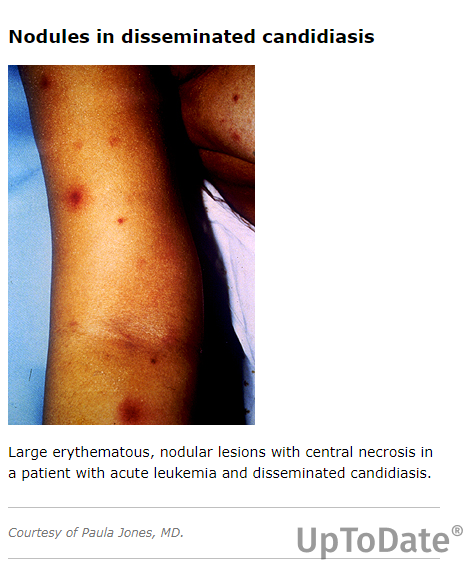 Nodules in disseminated candidiasis
Large erythematous, nodular lesions with central necrosis in
a patient with acute leukemia and disseminated candidiasis.
Courtesy of Paula Jones, MD.
UpToDate®